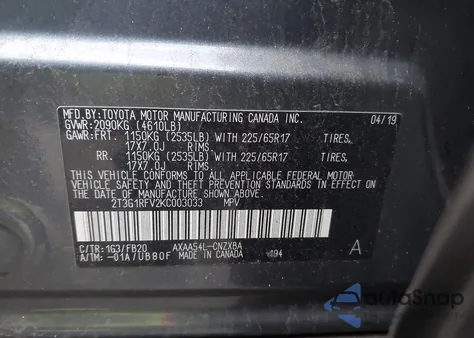 MFD.BY:TOYOTA MOTOR MANUFACTURING CANADA INC. 04/19
GVWR:2090KG (4610LB)
GAWR:FRT. 1150KG (2535LB) WITH 225/65R17 TIRES,
17X7.0J RIMS
RR. 1150KG (2535LB) WITH 225/65R17 TIRES,
17X7.0J RIMS
THIS VEHICLE CONFORMS TO ALL APPLICABLE FEDERAL MOTOR
VEHICLE SAFETY STANDARDS IN EFFECT ON THE DATE OF
MANUFACTURE SHOWN ABOVE.
2T3G1RFV2KC003033 MPV
C/TR:1G3/FB20 AXAA54L-CNZXBA A
A/TM:-01A/UB80F MADE IN CANADA 194
autoSnap